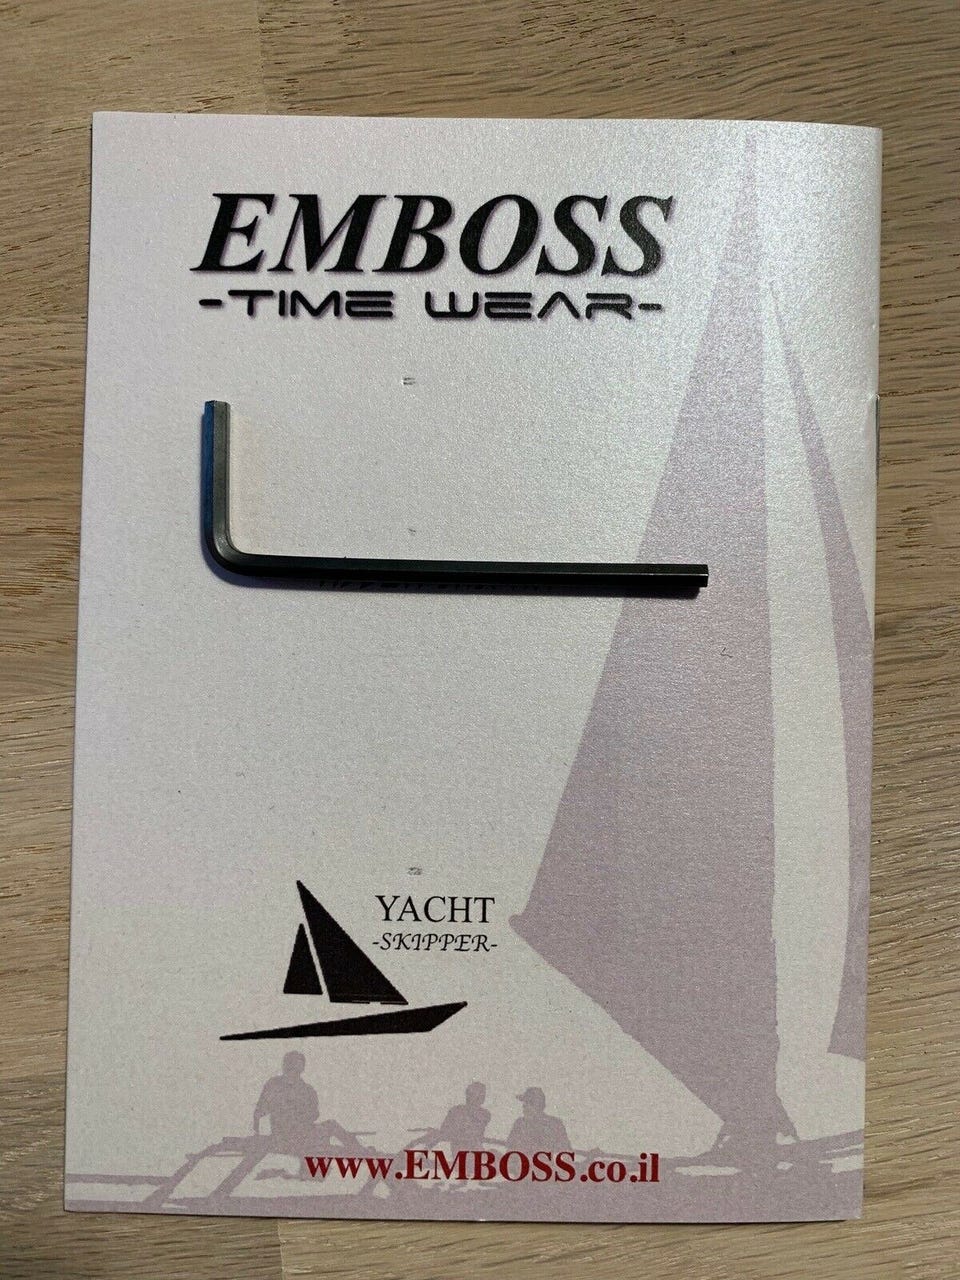 EMBOSS
-TIME WEAR-
YACHT
-SKIPPER-
www.EMBOSS.co.il